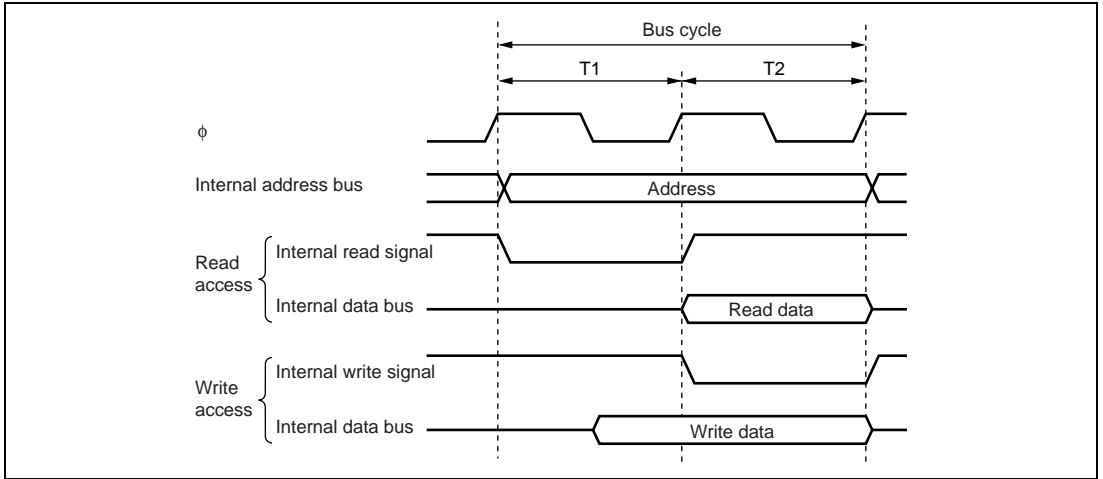 Bus cycle
T1
T2
ϕ
Internal address bus
Address
Read
access
Internal read signal
Internal data bus
Read data
Write
access
Internal write signal
Internal data bus
Write data